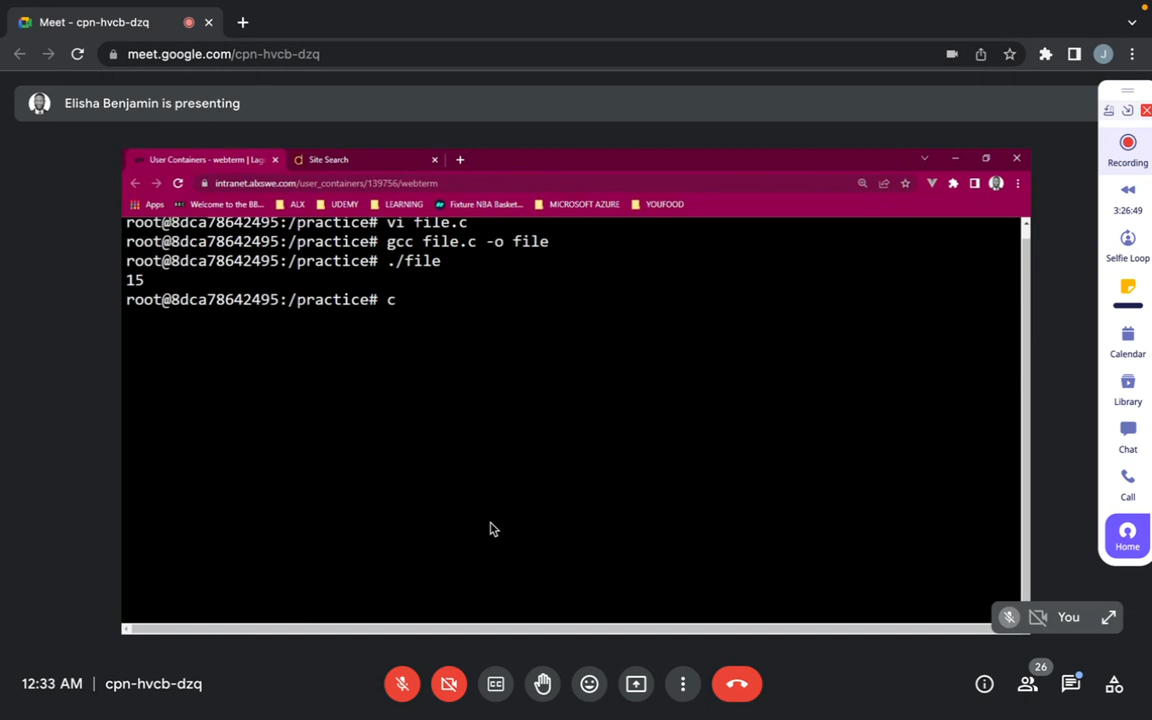 Meet - cpn-hvcb-dzq
meet.google.com/cpn-hvcb-dzq
J
Elisha Benjamin is presenting
User Containers - webterm | Lag
Site Search
intranet.alxswe.com/user_containers/139756/webterm
Apps
Welcome to the BB...
ALX
UDEMY
LEARNING
Fixture NBA Basket...
MICROSOFT AZURE
YOUFOOD
root@8dca78642495:/practice# vi file.c
root@8dca78642495:/practice# gcc file.c -o file
root@8dca78642495:/practice# ./file
15
root@8dca78642495:/practice# c
Recording
3:26:49
Selfie Loop
Calendar
Library
Chat
Call
Home
You
12:33 AM | cpn-hvcb-dzq
CC
26